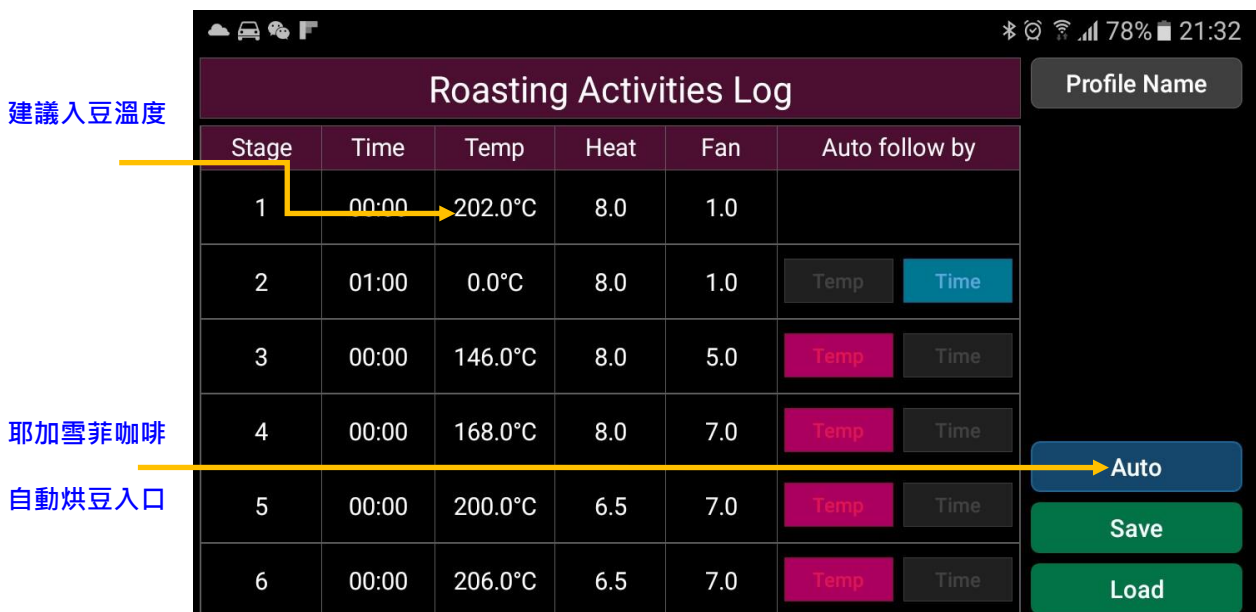 78% 21:32
建議入豆溫度
Roasting Activities Log
Profile Name
Stage Time Temp Heat Fan Auto follow by
1 00:00 202.0°C 8.0 1.0
2 01:00 0.0°C 8.0 1.0 Temp Time
3 00:00 146.0°C 8.0 5.0 Temp Time
耶加雪菲咖啡
4 00:00 168.0°C 8.0 7.0 Temp Time
Auto
自動烘豆入口
5 00:00 200.0°C 6.5 7.0 Temp Time
Save
6 00:00 206.0°C 6.5 7.0 Temp Time
Load